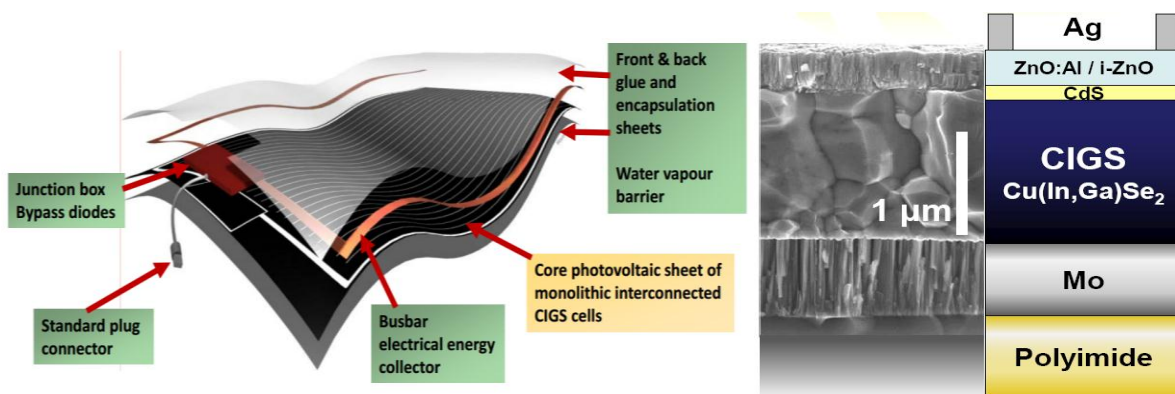 Front & back
glue and
encapsulation
sheets
Water vapour
barrier
Junction box
Bypass diodes
Standard plug
connector
Busbar
electrical energy
collector
Core photovoltaic sheet of
monolithic interconnected
CIGS cells
1 µm
Ag
ZnO:Al / i-ZnO
CdS
CIGS
Cu(In,Ga)Se₂
Mo
Polyimide